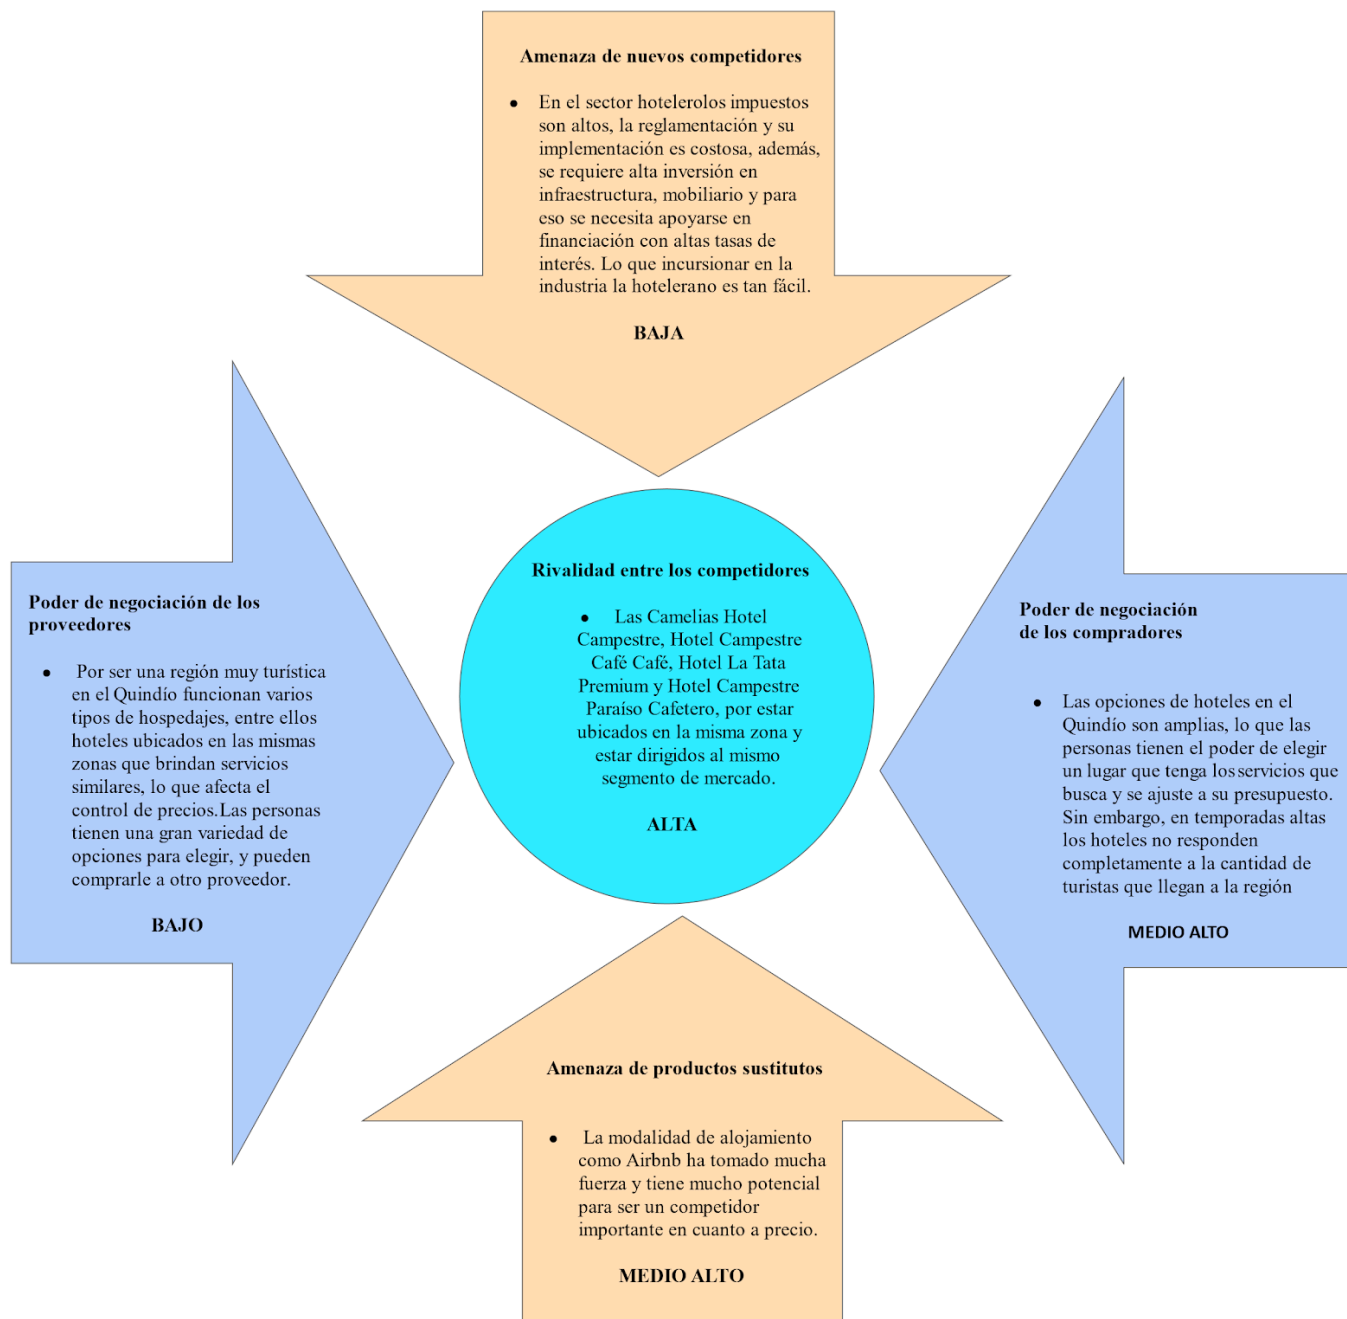 Amenaza de nuevos competidores
● En el sector hotelerolos impuestos
son altos, la reglamentación y su
implementación es costosa, además,
se requiere alta inversión en
infraestructura, mobiliario y para
eso se necesita apoyarse en
financiación con altas tasas de
interés. Lo que incursionar en la
industria la hotelerano es tan fácil.
BAJA
Poder de negociación de los
proveedores
● Por ser una región muy turística
en el Quindío funcionan varios
tipos de hospedajes, entre ellos
hoteles ubicados en las mismas
zonas que brindan servicios
similares, lo que afecta el
control de precios.Las personas
tienen una gran variedad de
opciones para elegir, y pueden
comprarle a otro proveedor.
BAJO
Rivalidad entre los competidores
● Las Camelias Hotel
Campestre, Hotel Campestre
Café Café, Hotel La Tata
Premium y Hotel Campestre
Paraíso Cafetero, por estar
ubicados en la misma zona y
estar dirigidos al mismo
segmento de mercado.
ALTA
Poder de negociación
de los compradores
● Las opciones de hoteles en el
Quindío son amplias, lo que las
personas tienen el poder de elegir
un lugar que tenga los servicios que
busca y se ajuste a su presupuesto.
Sin embargo, en temporadas altas
los hoteles no responden
completamente a la cantidad de
turistas que llegan a la región
MEDIO ALTO
Amenaza de productos sustitutos
● La modalidad de alojamiento
como Airbnb ha tomado mucha
fuerza y tiene mucho potencial
para ser un competidor
importante en cuanto a precio.
MEDIO ALTO